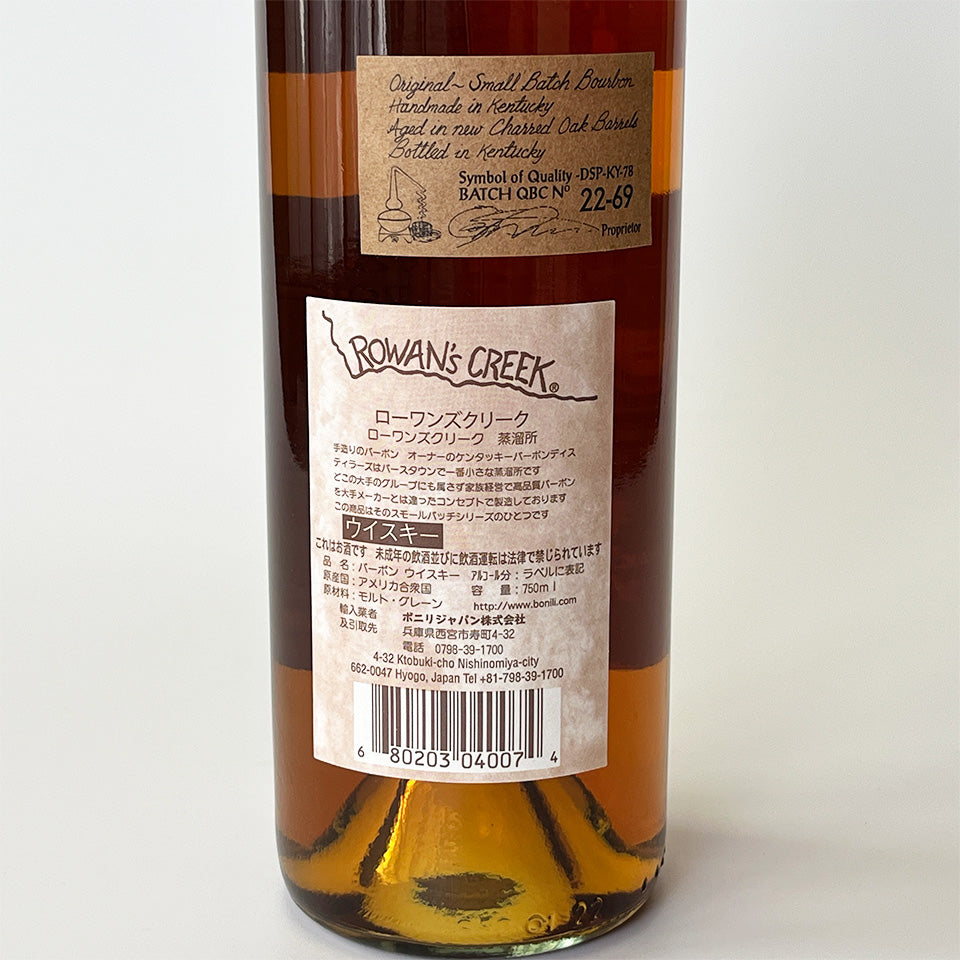 Original~ Small Batch Bourbon
Handmade in Kentucky
Aged in new Charred Oak Barrels
Bottled in Kentucky
Symbol of Quality -DSP-KY-78
BATCH QBC Nº 22-69
Proprietor
ROWAN's CREEK®
ローワンズクリーク
ローワンズクリーク 蒸溜所
手造りのバーボン オーナーのケンタッキーバーボンディス
ティラーズはバースタウンで一番小さな蒸溜所です
どこの大手のグループにも属さず家族経営で高品質バーボン
を大手メーカーとは違ったコンセプトで製造しております
この商品はそのスモールバッチシリーズのひとつです
ウイスキー
これはお酒です 未成年の飲酒並びに飲酒運転は法律で禁じられています
品 名：バーボン ウイスキー アルコール分：ラベルに表記
原産国：アメリカ合衆国 容 量：750ml
原材料：モルト・グレーン http://www.bonili.com
輸入業者 ボニリジャパン株式会社
及引取先 兵庫県西宮市寿町4-32
電話 0798-39-1700
4-32 Ktobuki-cho Nishinomiya-city
662-0047 Hyogo, Japan Tel +81-798-39-1700
6 80203 04007 4